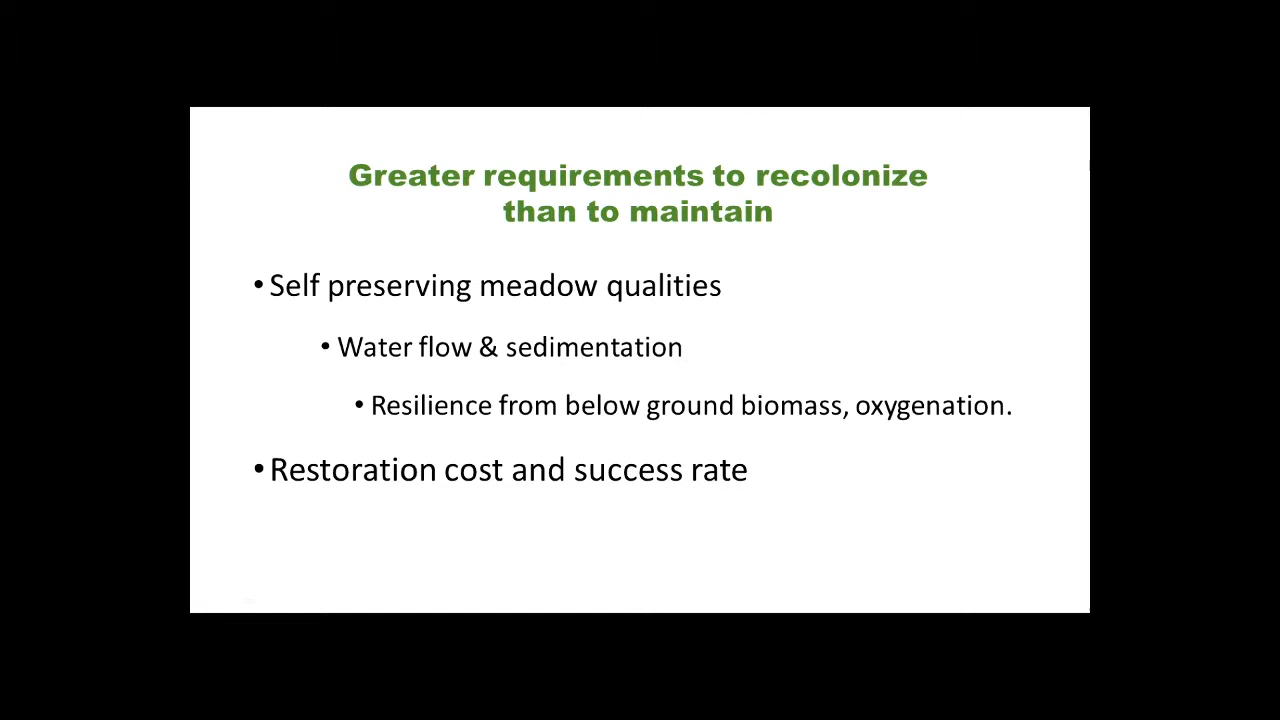 Greater requirements to recolonize
than to maintain
•Self preserving meadow qualities
•Water flow & sedimentation
•Resilience from below ground biomass, oxygenation.
•Restoration cost and success rate